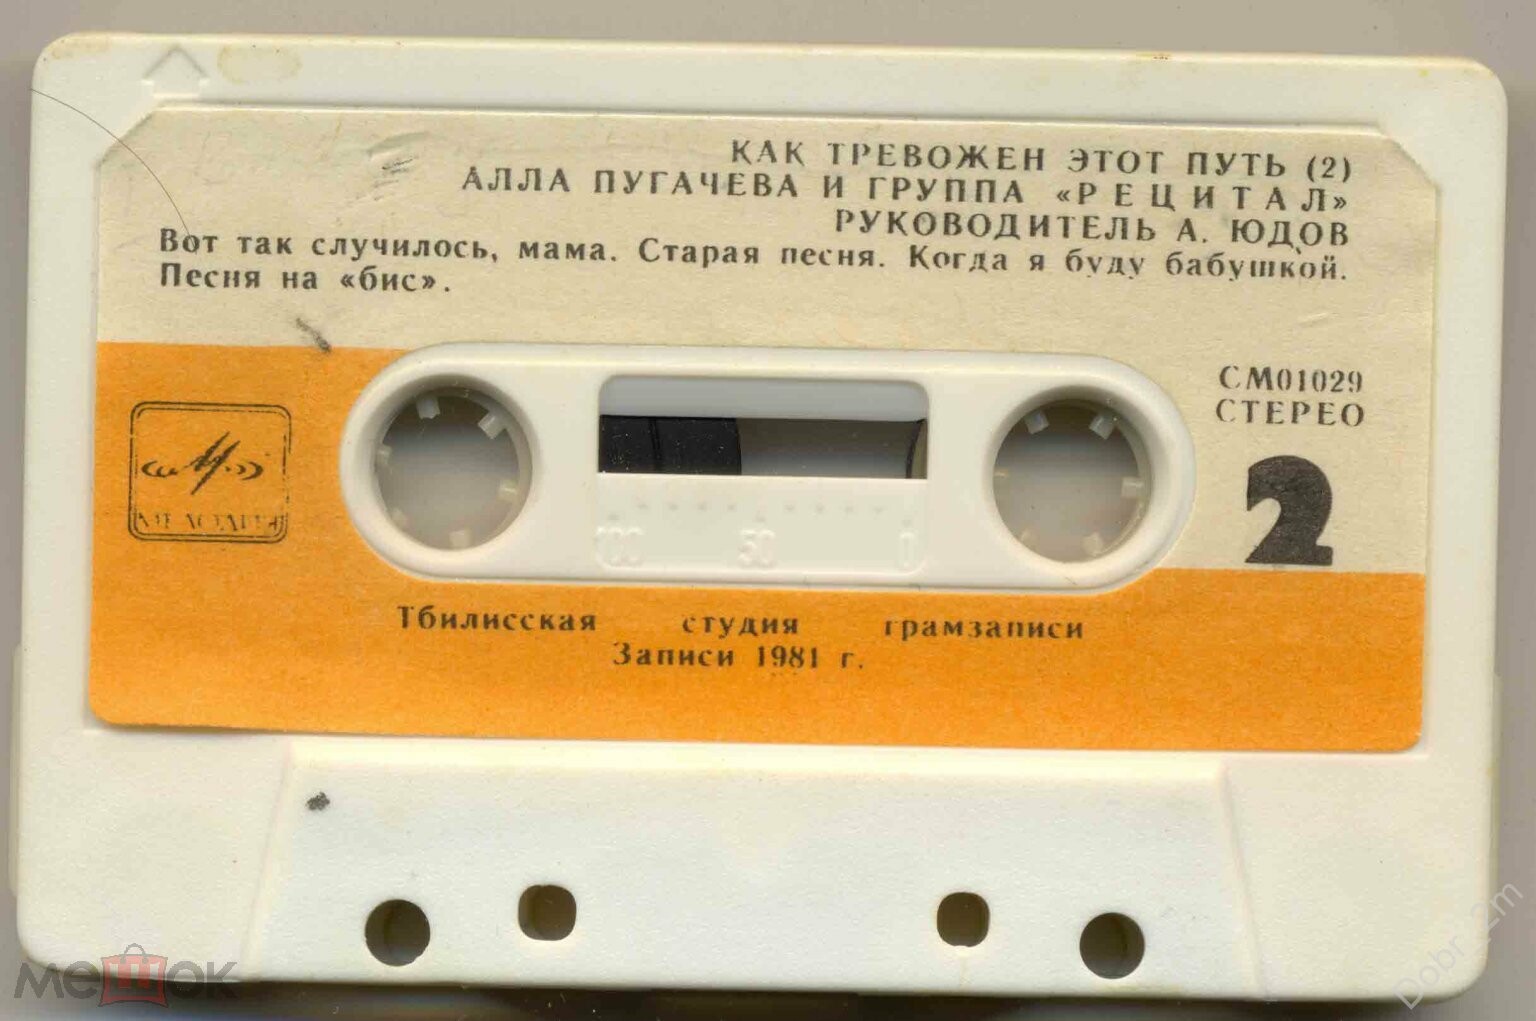 КАК ТРЕВОЖЕН ЭТОТ ПУТЬ (2)
АЛЛА ПУГАЧЕВА И ГРУППА «РЕЦИТАЛ»
РУКОВОДИТЕЛЬ А. ЮДОВ
Вот так случилось, мама. Старая песня. Когда я буду бабушкой.
Песня на «бис».
СМ01029
СТЕРЕО
2
МЕЛОДИЯ
100 50 0
Тбилисская студия грамзаписи
Записи 1981 г.
мешок